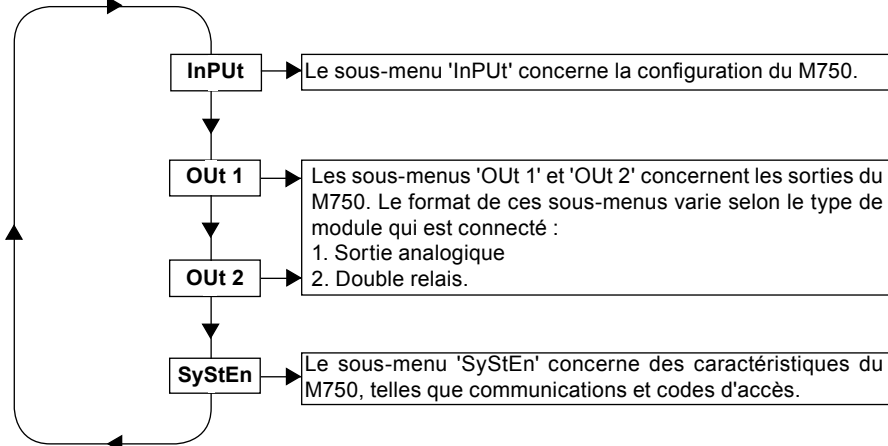 InPUt
Le sous-menu 'InPUt' concerne la configuration du M750.
OUt 1
Les sous-menus 'OUt 1' et 'OUt 2' concernent les sorties du
M750. Le format de ces sous-menus varie selon le type de
module qui est connecté :
1. Sortie analogique
OUt 2
2. Double relais.
SyStEn
Le sous-menu 'SyStEn' concerne des caractéristiques du
M750, telles que communications et codes d'accès.